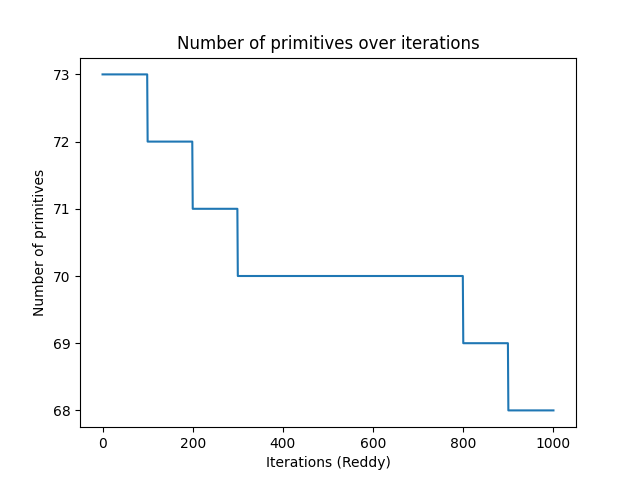 Number of primitives over iterations
Number of primitives
73
72
71
70
69
68
0 200 400 600 800 1000
Iterations (Reddy)